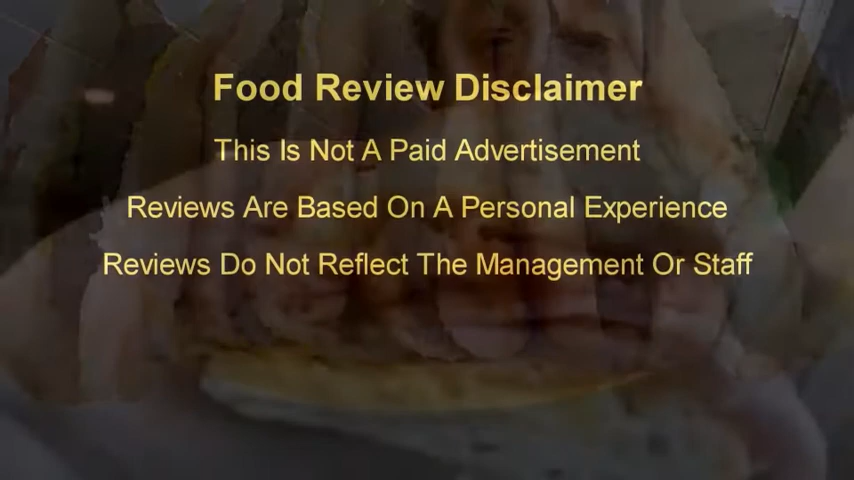 Food Review Disclaimer
This Is Not A Paid Advertisement
Reviews Are Based On A Personal Experience
Reviews Do Not Reflect The Management Or Staff